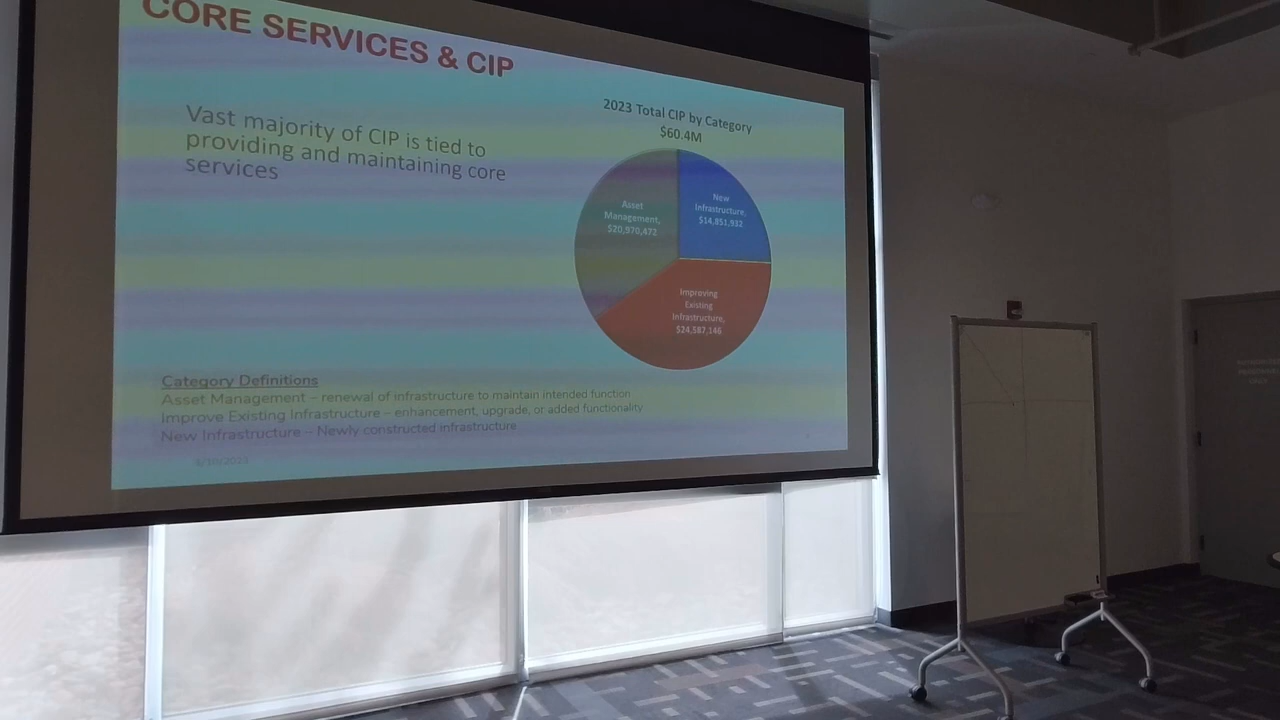 CORE SERVICES & CIP
Vast majority of CIP is tied to
providing and maintaining core
services
2023 Total CIP by Category
$60.4M
New
Infrastructure,
$14,851,932
Asset
Management,
$20,970,472
Improving
Existing
Infrastructure,
$24,587,146
Category Definitions
Asset Management – renewal of infrastructure to maintain intended function
Improve Existing Infrastructure – enhancement, upgrade, or added functionality
New Infrastructure – Newly constructed infrastructure